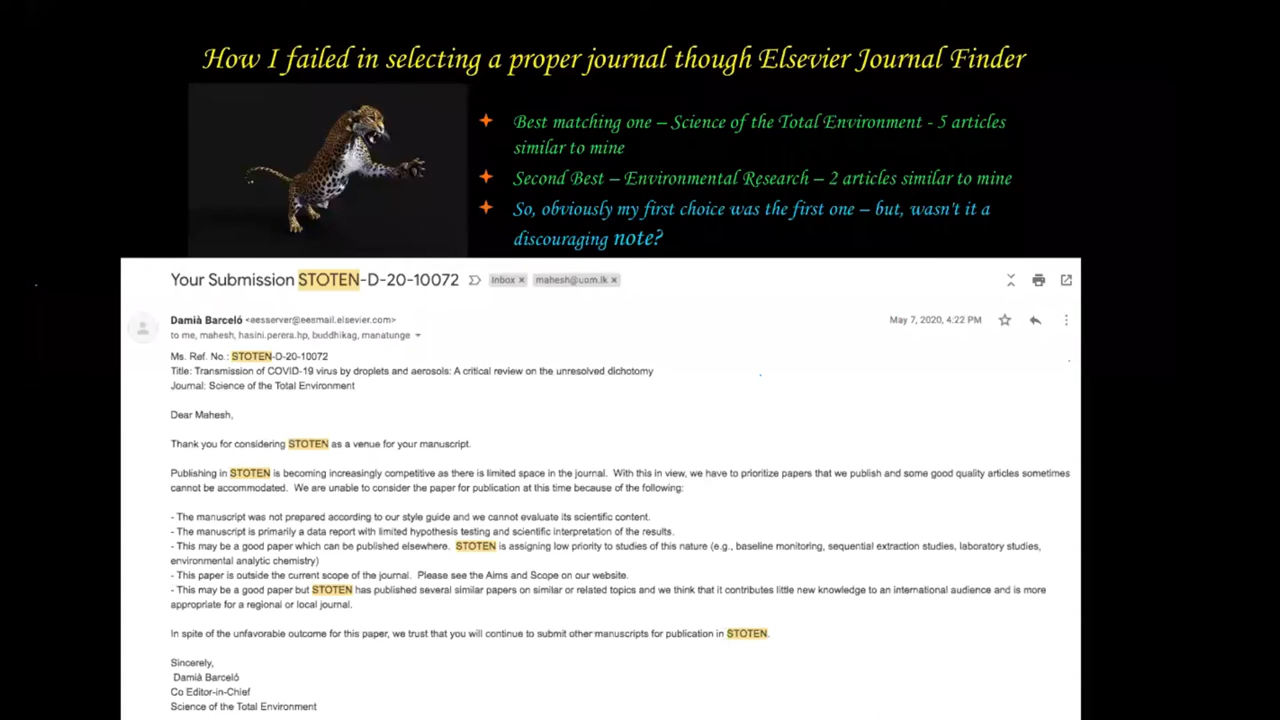 How I failed in selecting a proper journal though Elsevier Journal Finder
Best matching one – Science of the Total Environment - 5 articles
similar to mine
Second Best – Environmental Research – 2 articles similar to mine
So, obviously my first choice was the first one – but, wasn't it a
discouraging note?
Your Submission STOTEN-D-20-10072 Inbox × mahesh@uom.lk ×
Damià Barceló <eesserver@eesmail.elsevier.com> May 7, 2020, 4:22 PM
to me, mahesh, hasini.perera.hp, buddhikag, manatunge
Ms. Ref. No.: STOTEN-D-20-10072
Title: Transmission of COVID-19 virus by droplets and aerosols: A critical review on the unresolved dichotomy
Journal: Science of the Total Environment
Dear Mahesh,
Thank you for considering STOTEN as a venue for your manuscript.
Publishing in STOTEN is becoming increasingly competitive as there is limited space in the journal. With this in view, we have to prioritize papers that we publish and some good quality articles sometimes
cannot be accommodated. We are unable to consider the paper for publication at this time because of the following:
- The manuscript was not prepared according to our style guide and we cannot evaluate its scientific content.
- The manuscript is primarily a data report with limited hypothesis testing and scientific interpretation of the results.
- This may be a good paper which can be published elsewhere. STOTEN is assigning low priority to studies of this nature (e.g., baseline monitoring, sequential extraction studies, laboratory studies,
environmental analytic chemistry)
- This paper is outside the current scope of the journal. Please see the Aims and Scope on our website.
- This may be a good paper but STOTEN has published several similar papers on similar or related topics and we think that it contributes little new knowledge to an international audience and is more
appropriate for a regional or local journal.
In spite of the unfavorable outcome for this paper, we trust that you will continue to submit other manuscripts for publication in STOTEN.
Sincerely,
Damià Barceló
Co Editor-in-Chief
Science of the Total Environment